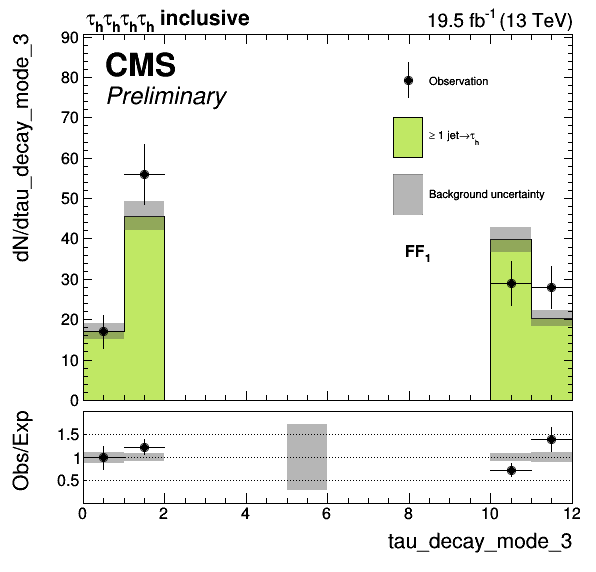 τhτhτhτh inclusive
19.5 fb⁻¹ (13 TeV)
CMS
Preliminary
Observation
≥ 1 jet→τh
Background uncertainty
FF₁
dN/dtau_decay_mode_3
90
80
70
60
50
40
30
20
10
0
Obs/Exp
1.5
1
0.5
0 2 4 6 8 10 12
tau_decay_mode_3